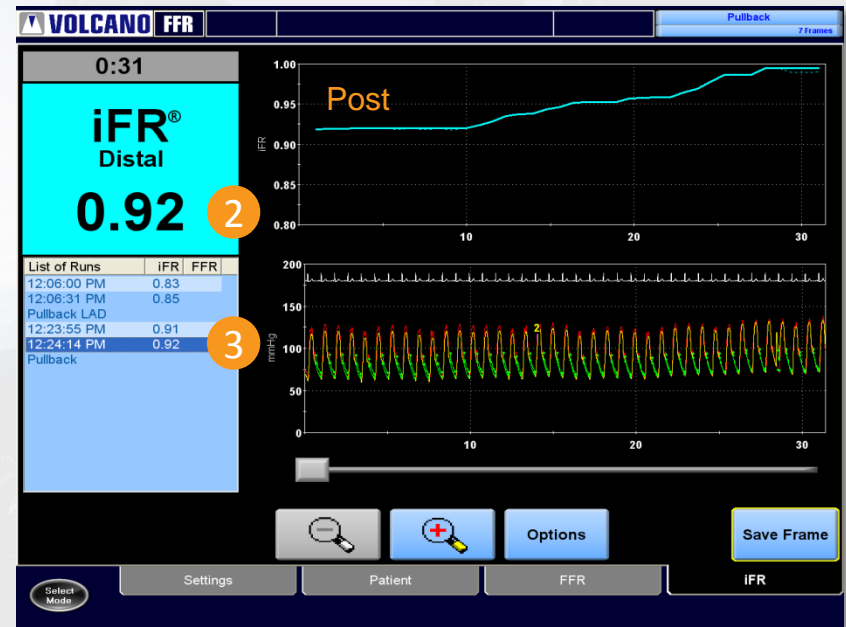 VOLCANO FFR
Pullback
7 Frames
0:31
iFR®
Distal
0.92
2
List of Runs iFR FFR
12:06:00 PM 0.83
12:06:31 PM 0.85
Pullback LAD
12:23:55 PM 0.91
12:24:14 PM 0.92
Pullback
3
Post
iFR
1.00
0.95
0.90
0.85
0.80
10 20 30
mmHg
200
150
100
50
0
2
10 20 30
Options
Save Frame
Select
Mode
Settings
Patient
FFR
iFR